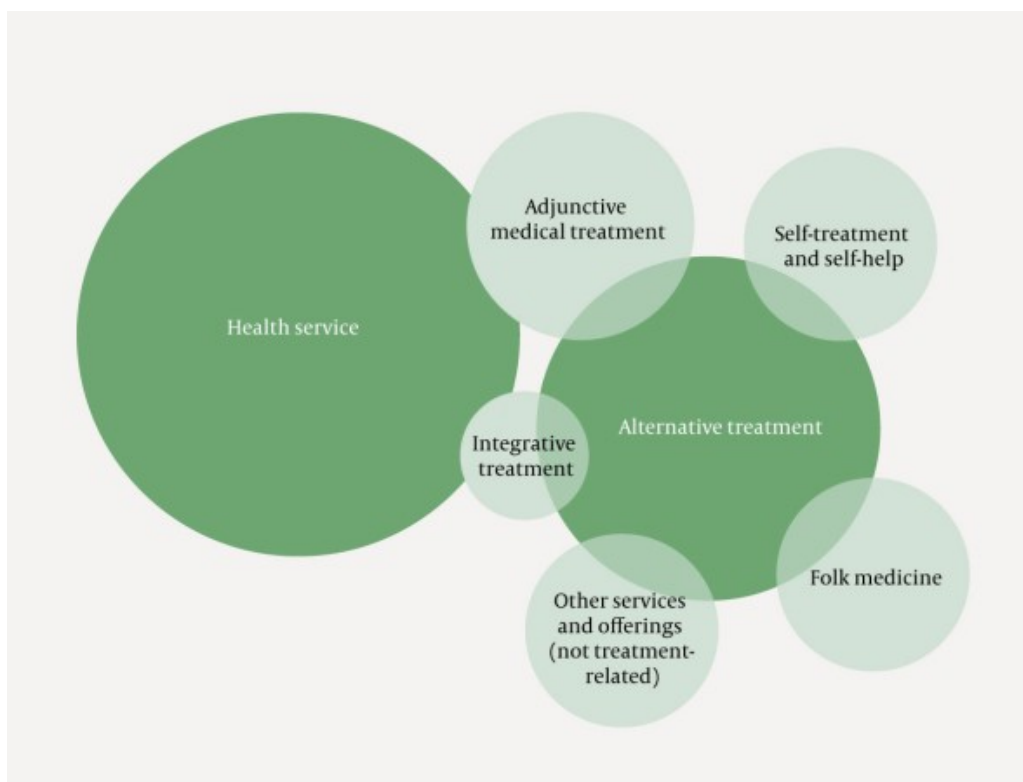 Adjunctive
medical treatment
Self-treatment
and self-help
Health service
Alternative treatment
Integrative
treatment
Folk medicine
Other services
and offerings
(not treatment-
related)